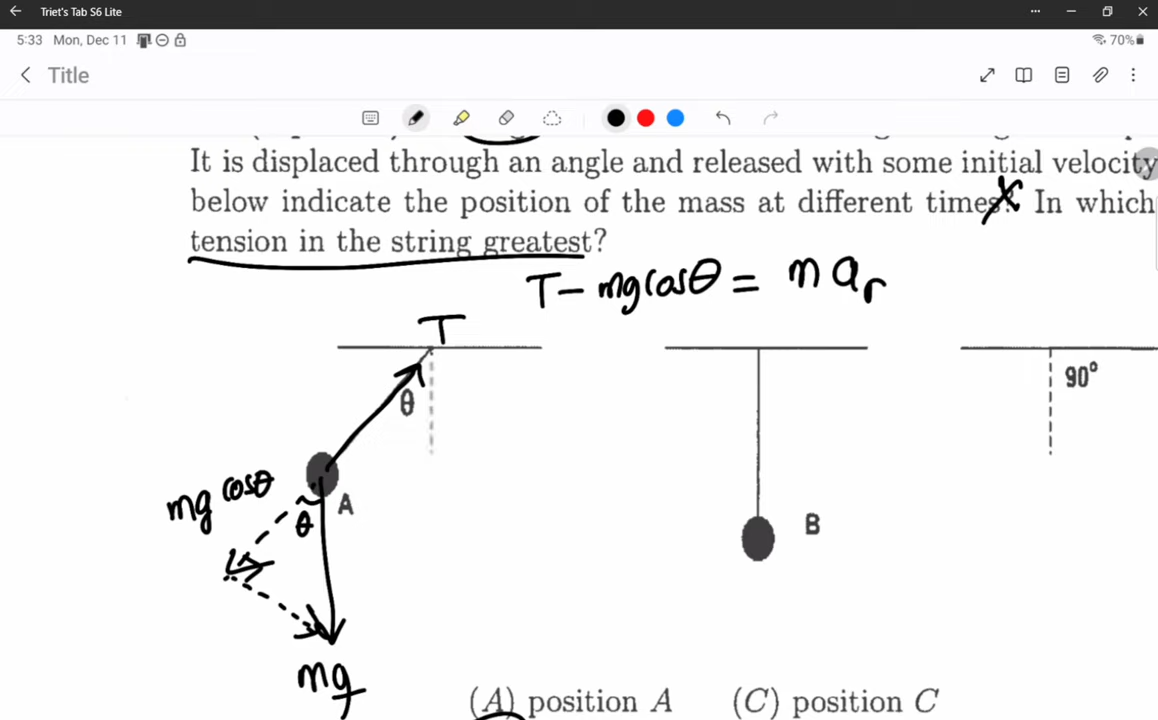 Triet's Tab S6 Lite
5:33 Mon, Dec 11 70%
Title
It is displaced through an angle and released with some initial velocity
below indicate the position of the mass at different times. In which
tension in the string greatest?
T - mg cosθ = m ar
T
θ
90°
mg cosθ
θ
A
B
mg
(A) position A (C) position C